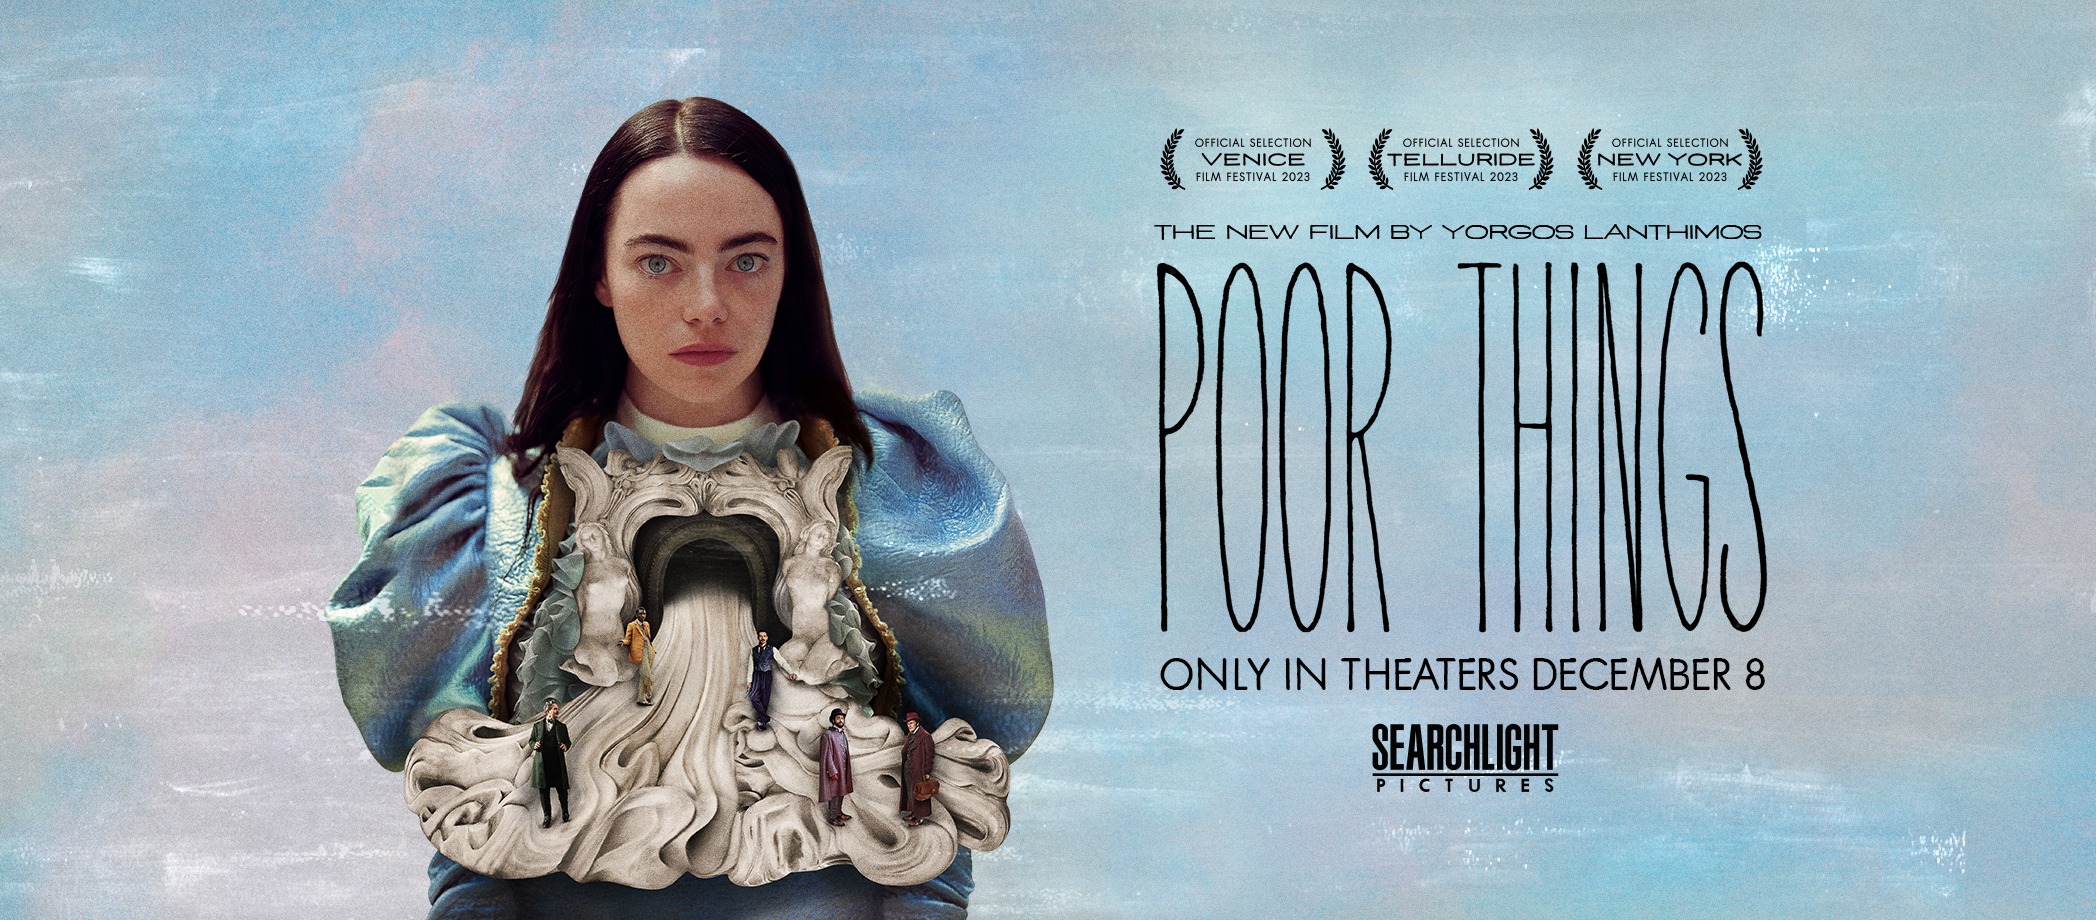 OFFICIAL SELECTION
VENICE
FILM FESTIVAL 2023
OFFICIAL SELECTION
TELLURIDE
FILM FESTIVAL 2023
OFFICIAL SELECTION
NEW YORK
FILM FESTIVAL 2023
THE NEW FILM BY YORGOS LANTHIMOS
POOR THINGS
ONLY IN THEATERS DECEMBER 8
SEARCHLIGHT
PICTURES